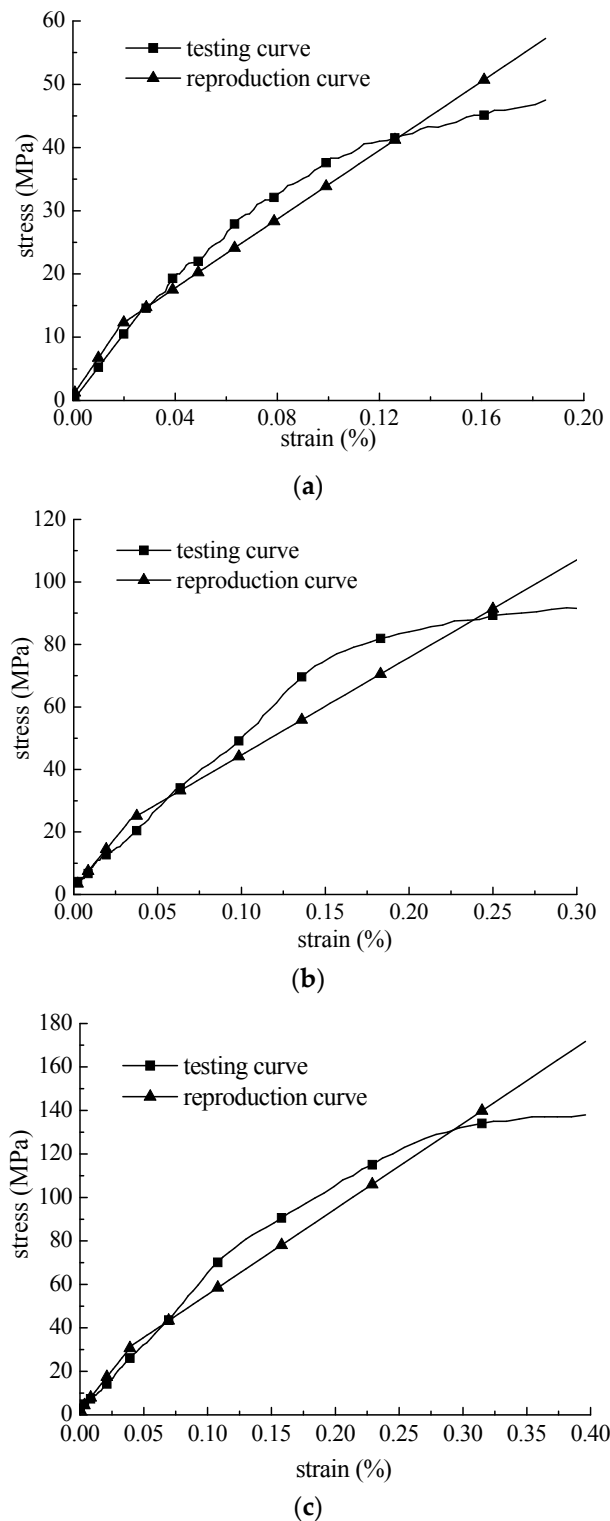 60
50
40
30
20
10
0
stress (MPa)
testing curve
reproduction curve
0.04 0.08 0.12 0.16 0.20
strain (%)
(a)
120
100
80
60
40
20
0
stress (MPa)
testing curve
reproduction curve
0.00 0.05 0.10 0.15 0.20 0.25 0.30
strain (%)
(b)
180
160
140
120
100
80
60
40
20
0
stress (MPa)
testing curve
reproduction curve
0.00 0.05 0.10 0.15 0.20 0.25 0.30 0.35 0.40
strain (%)
(c)